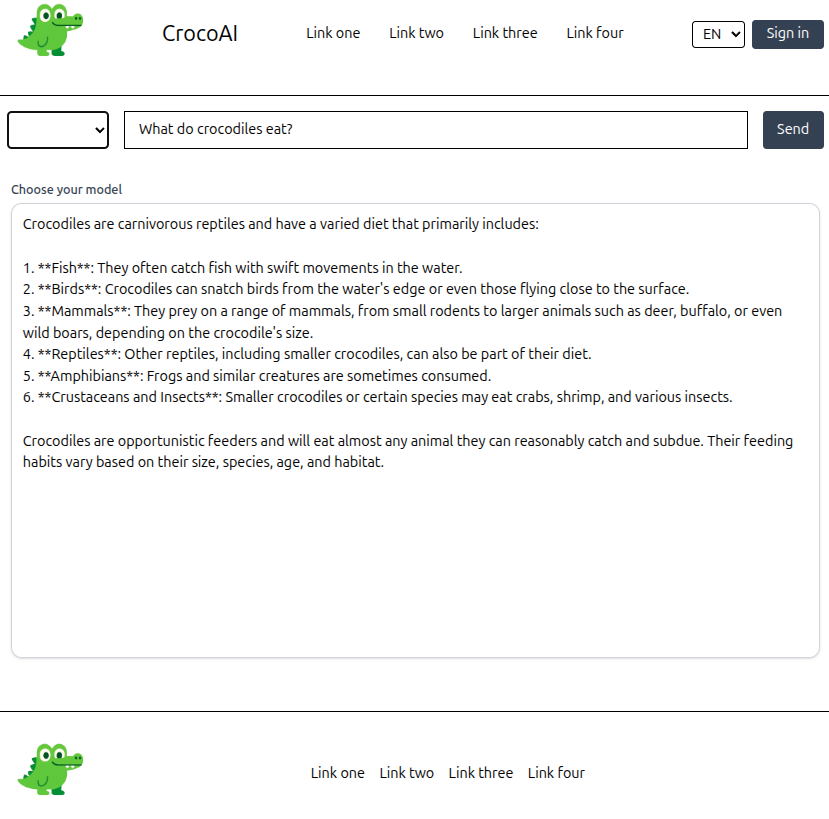 CrocoAI Link one Link two Link three Link four EN Sign in
What do crocodiles eat? Send
Choose your model
Crocodiles are carnivorous reptiles and have a varied diet that primarily includes:
1. **Fish**: They often catch fish with swift movements in the water.
2. **Birds**: Crocodiles can snatch birds from the water's edge or even those flying close to the surface.
3. **Mammals**: They prey on a range of mammals, from small rodents to larger animals such as deer, buffalo, or even
wild boars, depending on the crocodile's size.
4. **Reptiles**: Other reptiles, including smaller crocodiles, can also be part of their diet.
5. **Amphibians**: Frogs and similar creatures are sometimes consumed.
6. **Crustaceans and Insects**: Smaller crocodiles or certain species may eat crabs, shrimp, and various insects.
Crocodiles are opportunistic feeders and will eat almost any animal they can reasonably catch and subdue. Their feeding
habits vary based on their size, species, age, and habitat.
Link one Link two Link three Link four